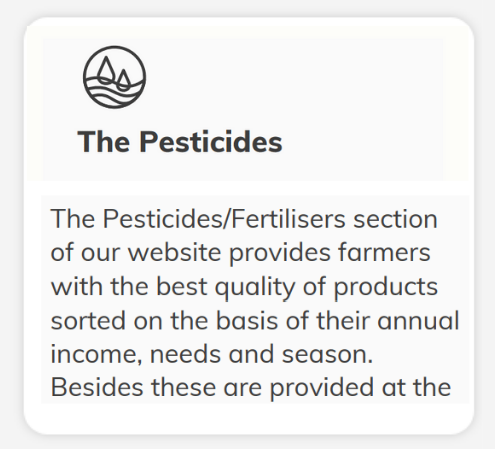 The Pesticides
The Pesticides/Fertilisers section
of our website provides farmers
with the best quality of products
sorted on the basis of their annual
income, needs and season.
Besides these are provided at the